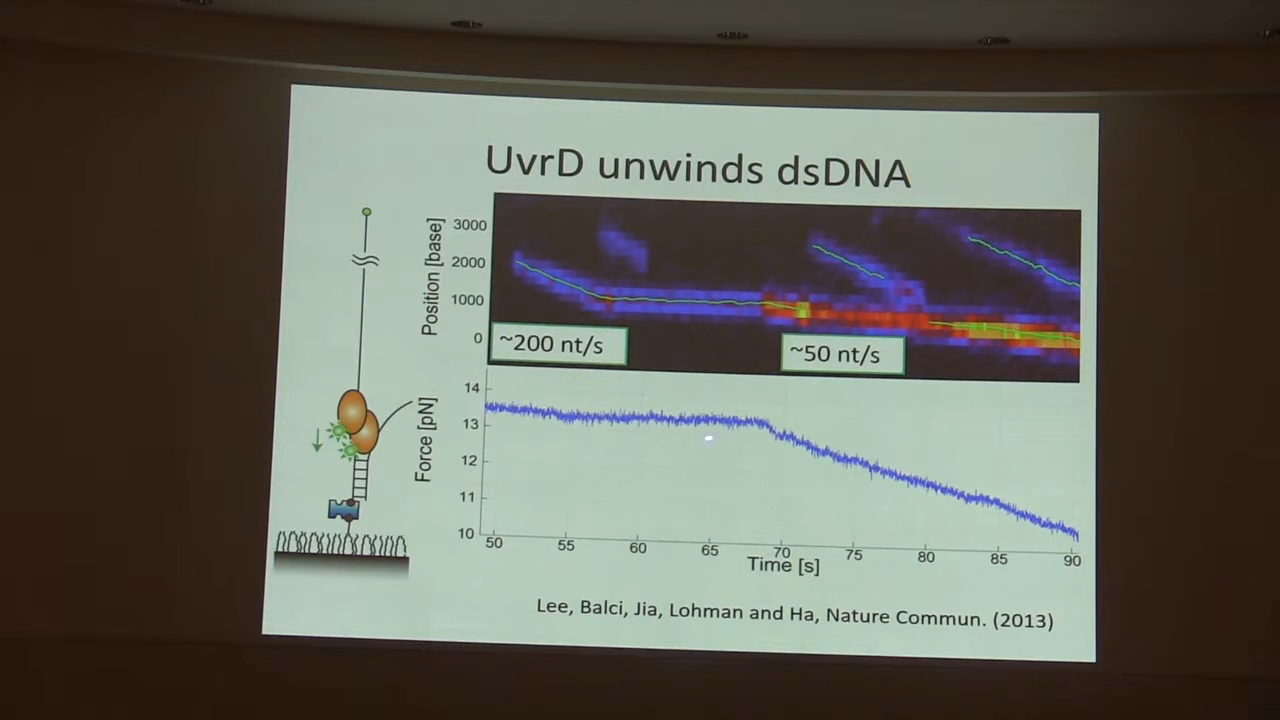 UvrD unwinds dsDNA
Position [base]
3000
2000
1000
0
~200 nt/s
~50 nt/s
Force [pN]
14
13
12
11
10
50 55 60 65 70 75 80 85 90
Time [s]
Lee, Balci, Jia, Lohman and Ha, Nature Commun. (2013)